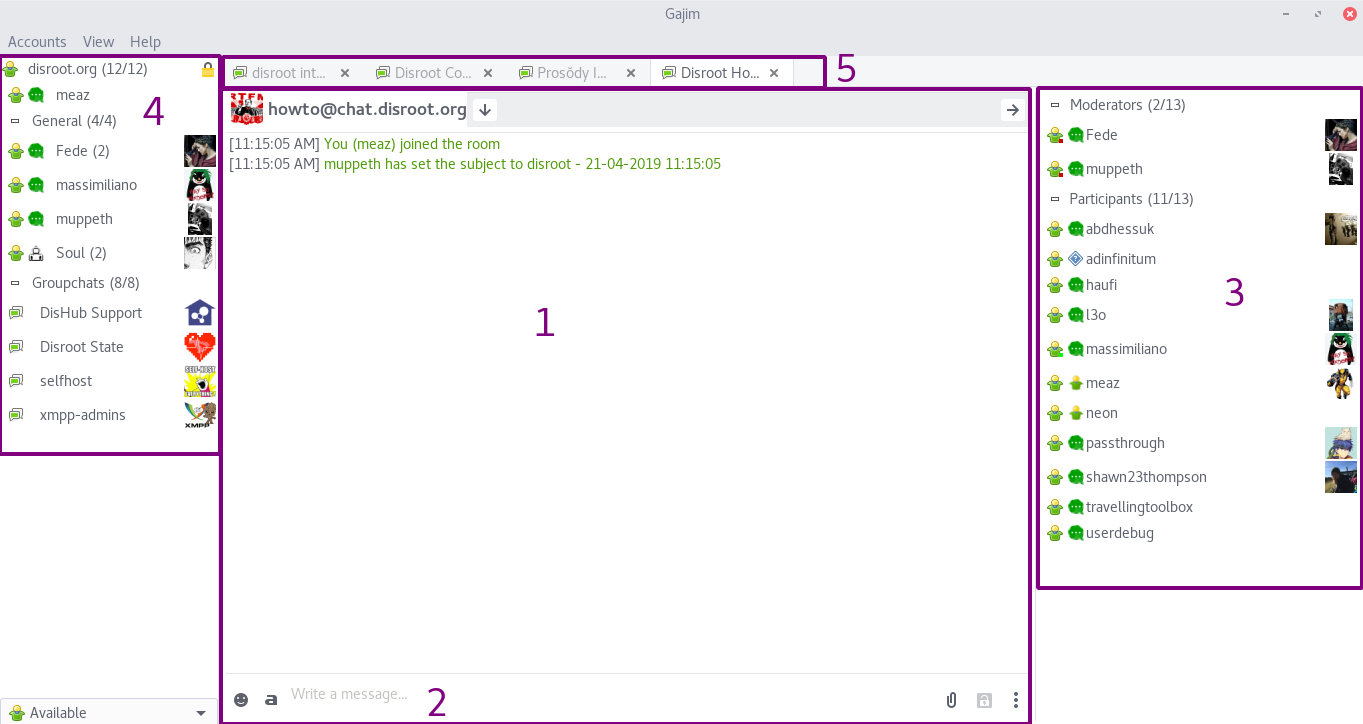 Gajim
Accounts View Help
disroot.org (12/12)
meaz
General (4/4)
Fede (2)
massimiliano
muppeth
Soul (2)
Groupchats (8/8)
DisHub Support
Disroot State
selfhost
xmpp-admins
XMPP
4
Available
disroot int...
Disroot Co...
Prosŏdy I...
Disroot Ho...
5
howto@chat.disroot.org
[11:15:05 AM] You (meaz) joined the room
[11:15:05 AM] muppeth has set the subject to disroot - 21-04-2019 11:15:05
1
a
Write a message...
2
Moderators (2/13)
Fede
muppeth
Participants (11/13)
abdhessuk
adinfinitum
haufi
l3o
massimiliano
meaz
neon
passthrough
shawn23thompson
travellingtoolbox
userdebug
3